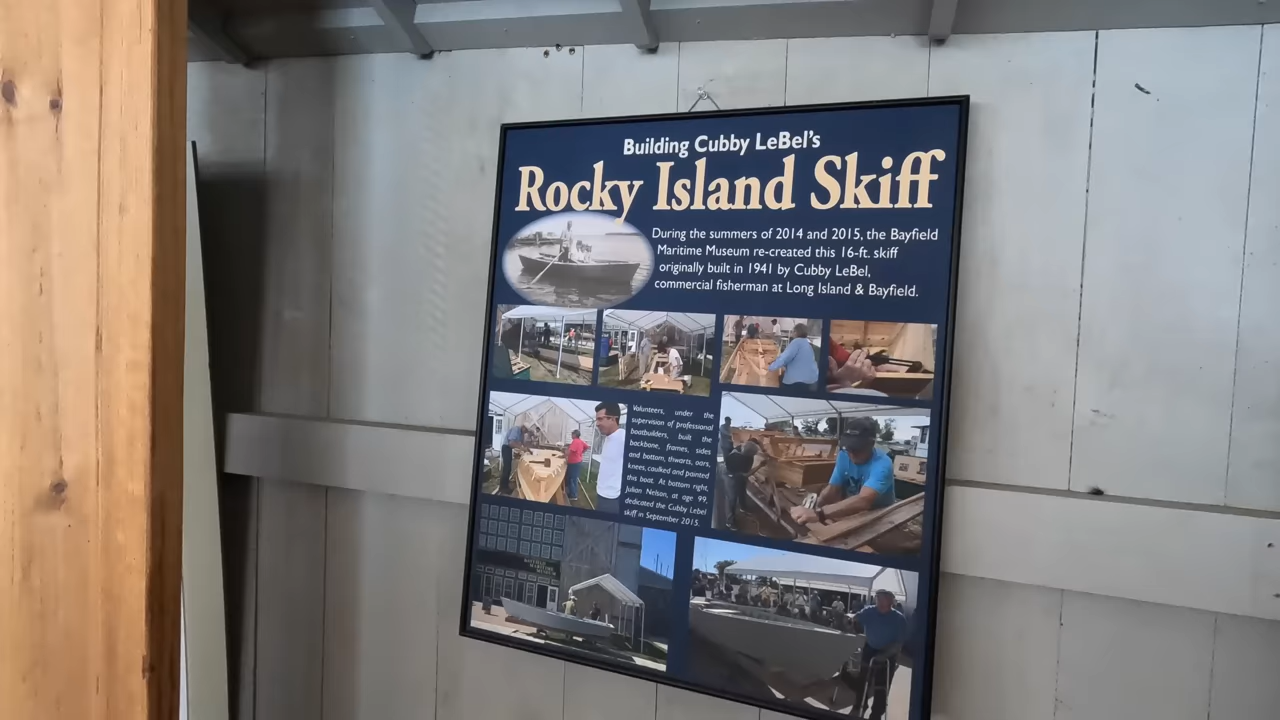 Building Cubby LeBel's
Rocky Island Skiff
During the summers of 2014 and 2015, the Bayfield
Maritime Museum re-created this 16-ft. skiff
originally built in 1941 by Cubby LeBel,
commercial fisherman at Long Island & Bayfield.
Volunteers, under the
supervision of professional
boatbuilders, built the
backbone, frames, sides
and bottom, thwarts, oars,
knees, caulked and painted
this boat. At bottom right,
Julian Nelson, at age 99,
dedicated the Cubby Lebel
skiff in September 2015.
BAYFIELD
MARITIME
MUSEUM